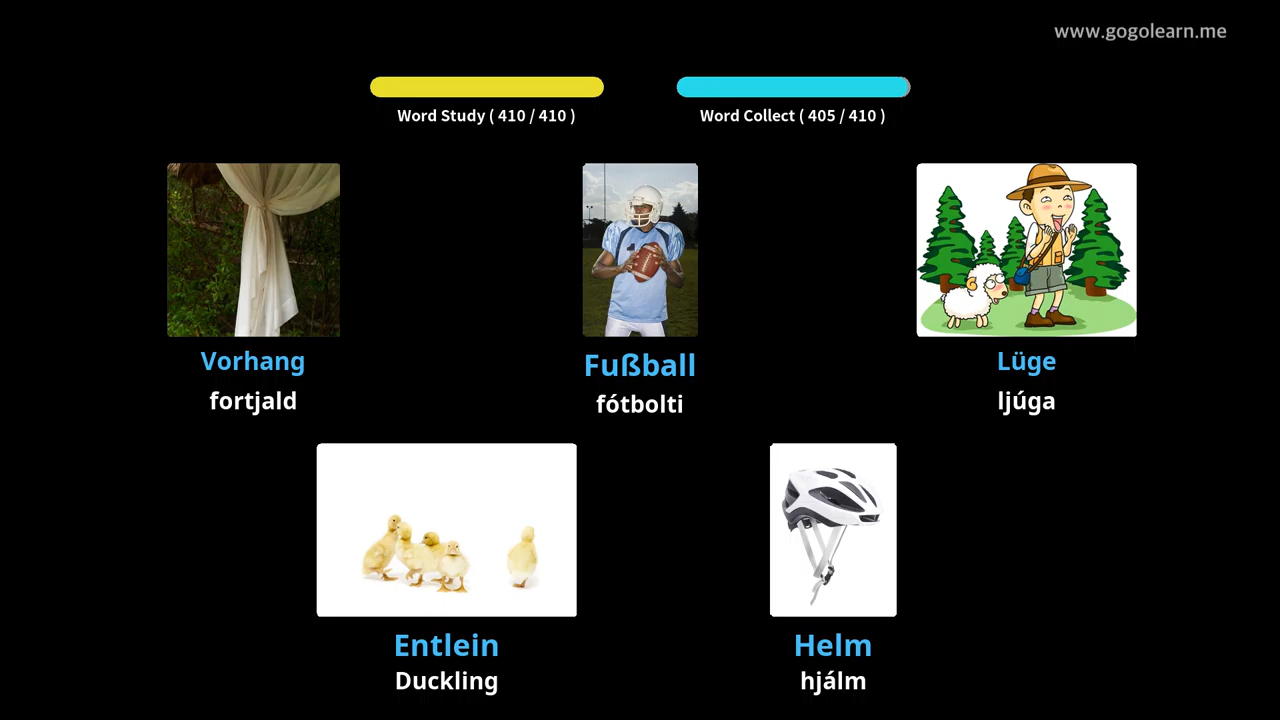 www.gogolearn.me
Word Study ( 410 / 410 )
Word Collect ( 405 / 410 )
Vorhang
fortjald
Fußball
fótbolti
Lüge
ljúga
Entlein
Duckling
Helm
hjálm